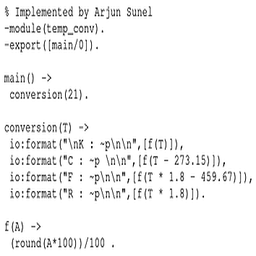 % Implemented by Arjun Sunel
-module(temp_conv).
-export([main/0]).

main() ->
 conversion(21).

conversion(T) ->
 io:format("\nK : ~p\n\n",[f(T)]),
 io:format("C : ~p \n\n",[f(T - 273.15)]),
 io:format("F : ~p\n\n",[f(T * 1.8 - 459.67)]),
 io:format("R : ~p\n\n",[f(T * 1.8)]).

f(A) ->
 (round(A*100))/100 .